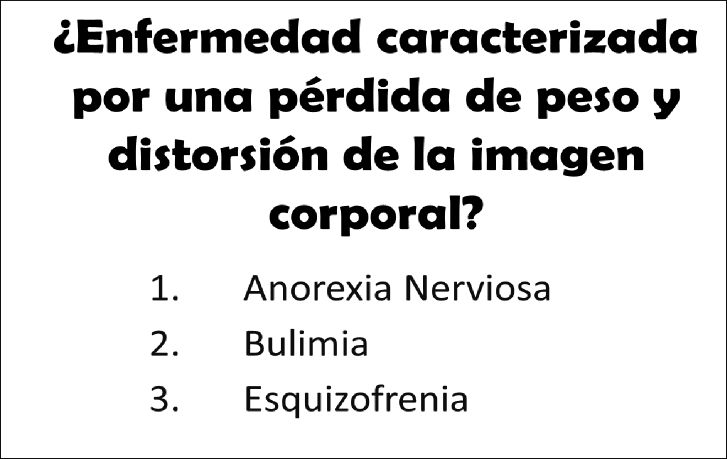 ¿Enfermedad caracterizada
por una pérdida de peso y
distorsión de la imagen
corporal?
1. Anorexia Nerviosa
2. Bulimia
3. Esquizofrenia